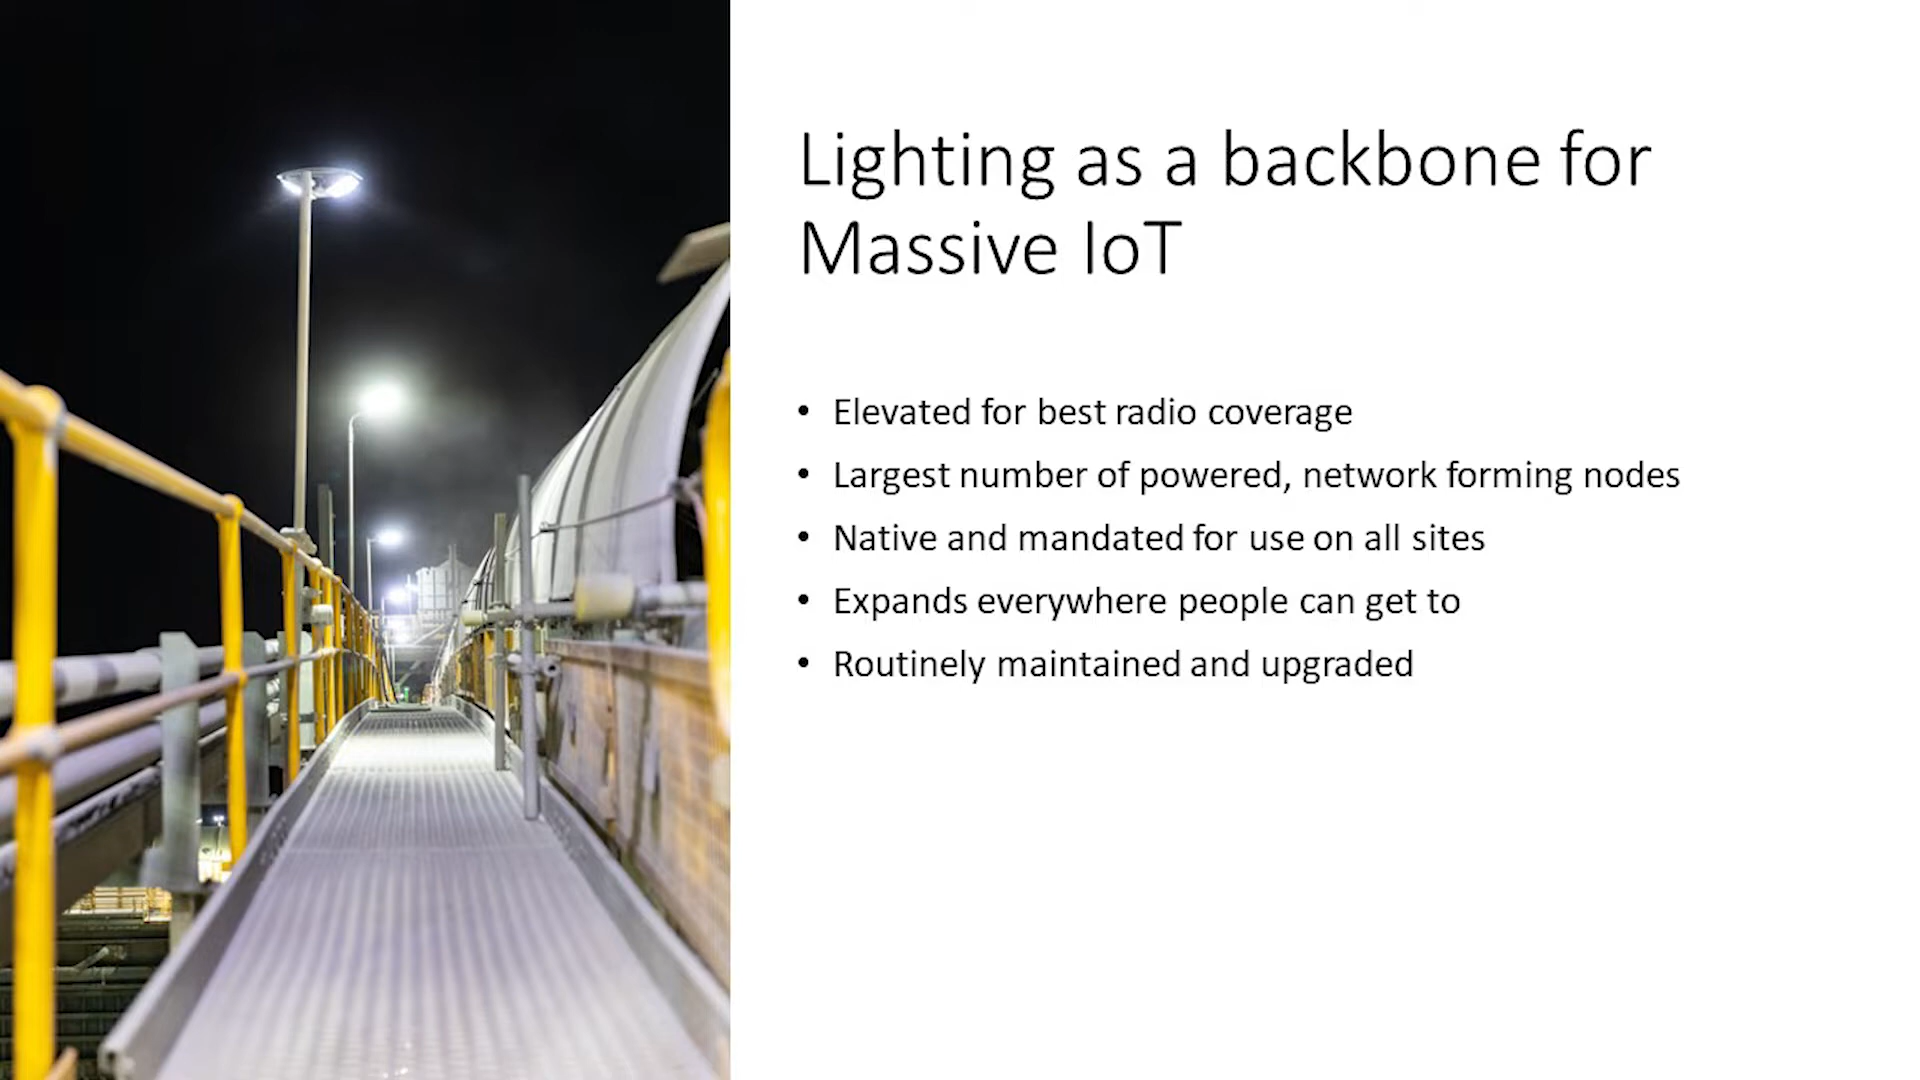 Lighting as a backbone for
Massive IoT
• Elevated for best radio coverage
• Largest number of powered, network forming nodes
• Native and mandated for use on all sites
• Expands everywhere people can get to
• Routinely maintained and upgraded